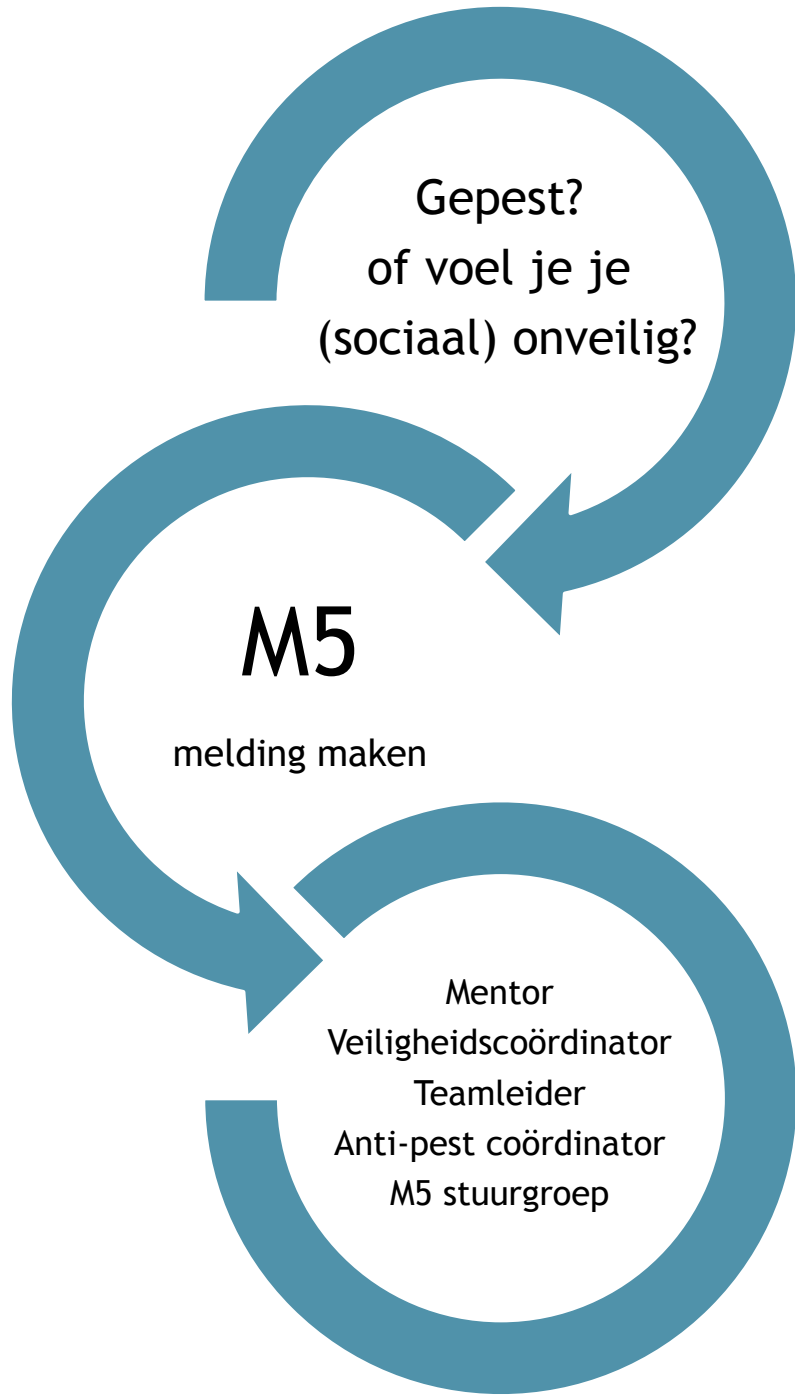 Gepest?
of voel je je
(sociaal) onveilig?
M5
melding maken
Mentor
Veiligheidscoördinator
Teamleider
Anti-pest coördinator
M5 stuurgroep